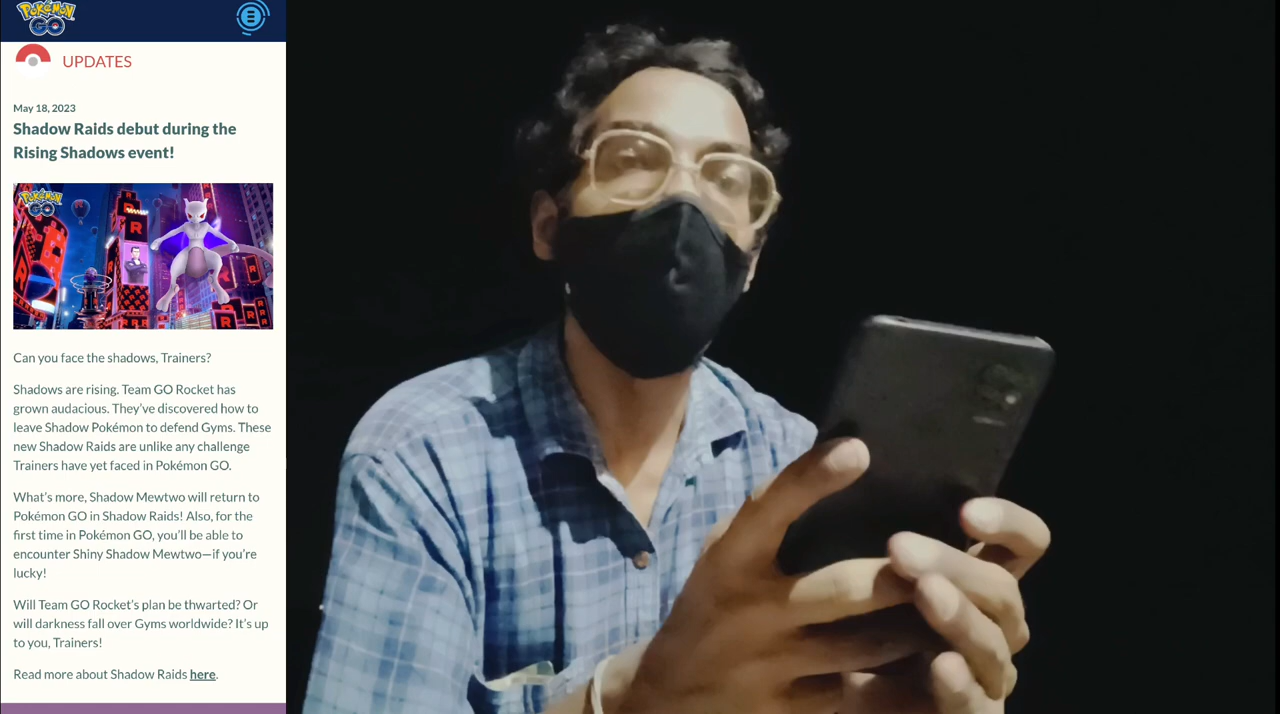 Pokémon
GO
UPDATES
May 18, 2023
Shadow Raids debut during the
Rising Shadows event!
Pokémon
GO
R
R
R
Can you face the shadows, Trainers?
Shadows are rising. Team GO Rocket has
grown audacious. They've discovered how to
leave Shadow Pokémon to defend Gyms. These
new Shadow Raids are unlike any challenge
Trainers have yet faced in Pokémon GO.
What's more, Shadow Mewtwo will return to
Pokémon GO in Shadow Raids! Also, for the
first time in Pokémon GO, you'll be able to
encounter Shiny Shadow Mewtwo—if you're
lucky!
Will Team GO Rocket's plan be thwarted? Or
will darkness fall over Gyms worldwide? It's up
to you, Trainers!
Read more about Shadow Raids here.